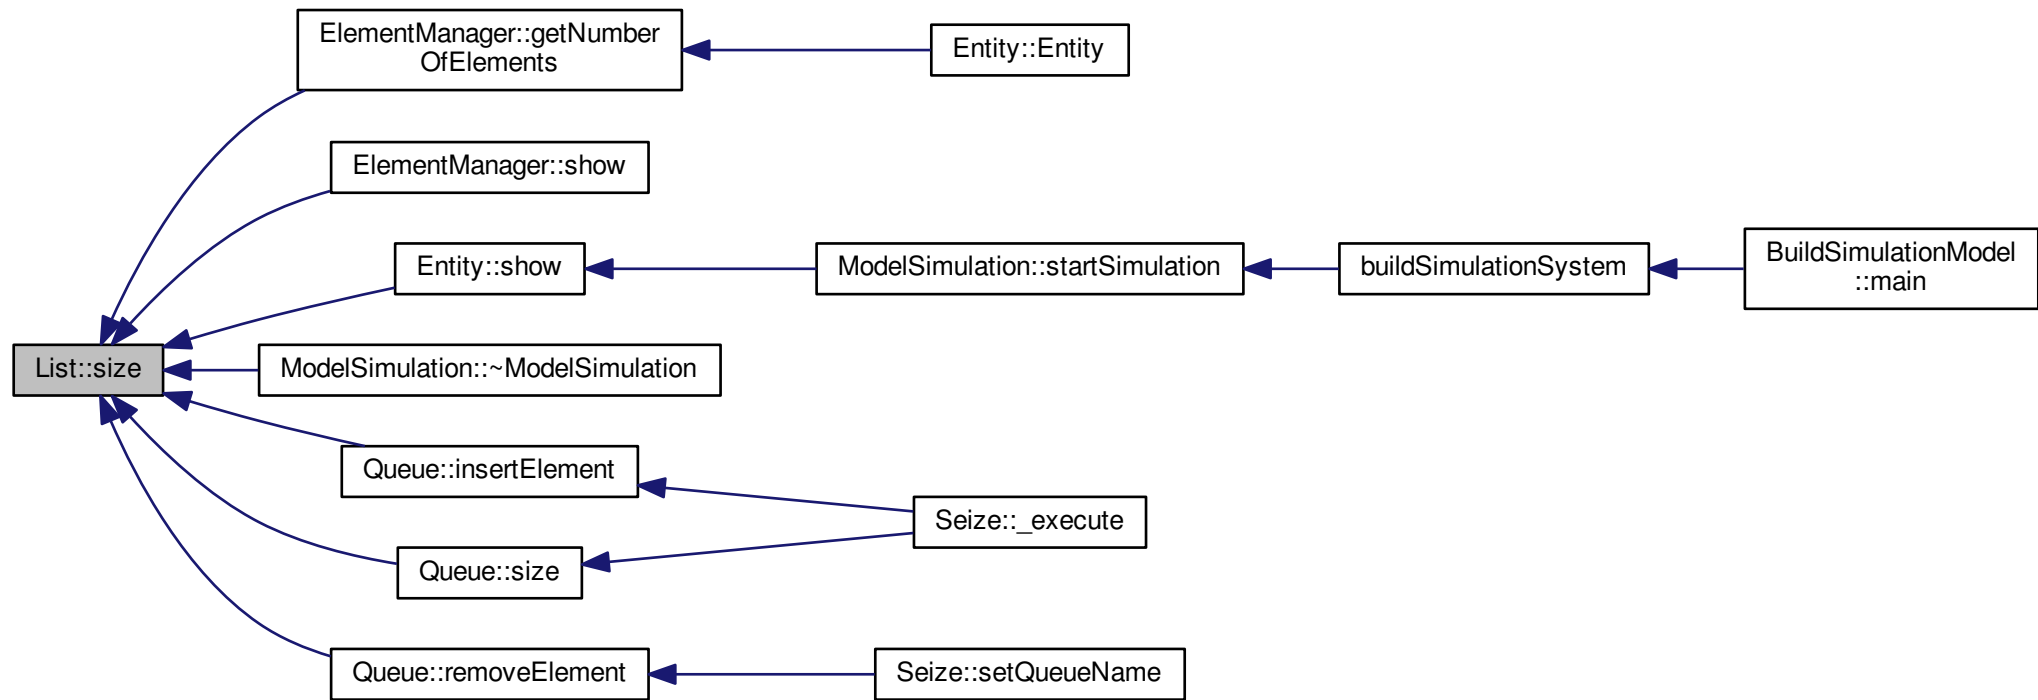 ElementManager::getNumber
OfElements
Entity::Entity
ElementManager::show
Entity::show
ModelSimulation::startSimulation
buildSimulationSystem
BuildSimulationModel
::main
List::size
ModelSimulation::~ModelSimulation
Queue::insertElement
Seize::_execute
Queue::size
Queue::removeElement
Seize::setQueueName